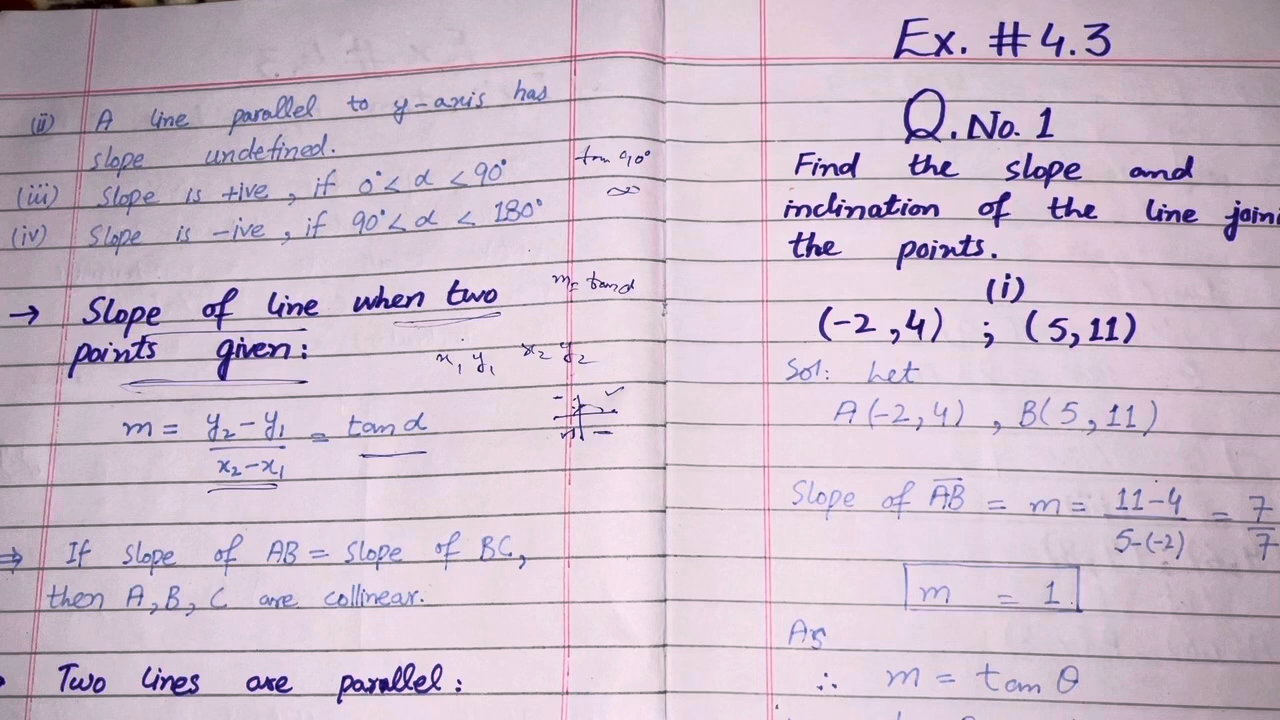 (ii) A line parallel to y-axis has
slope undefined.
(iii) Slope is +ive, if 0°< α < 90°
(iv) Slope is -ive, if 90°< α < 180°
tan 90°
∞
→ Slope of line when two
points given:
m = tan α
x₁ y₁ x₂ y₂
m = y₂ - y₁ / x₂ - x₁ = tan α
⇒ If slope of AB = slope of BC,
then A, B, C are collinear.
Two lines are parallel:
Ex. # 4.3
Q. No. 1
Find the slope and
inclination of the line joini
the points.
(i)
(-2, 4) ; (5, 11)
Sol: Let
A(-2, 4) , B(5, 11)
Slope of A̅B̅ = m = 11-4 / 5-(-2) = 7/7
m = 1
As
∴ m = tan θ